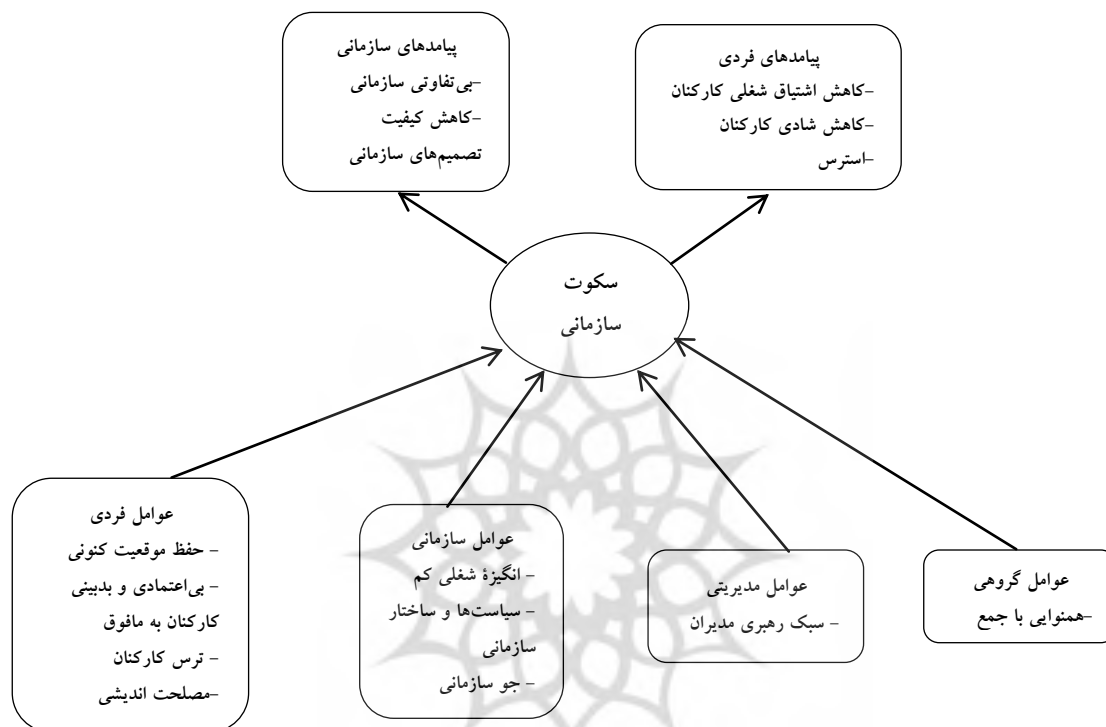 پیامدهای فردی
-کاهش اشتیاق شغلی کارکنان
-کاهش شادی کارکنان
-استرس
پیامدهای سازمانی
-بی‌تفاوتی سازمانی
-کاهش کیفیت
تصمیم‌های سازمانی
سکوت
سازمانی
عوامل گروهی
-همنوایی با جمع
عوامل مدیریتی
- سبک رهبری مدیران
عوامل سازمانی
- انگیزۀ شغلی کم
- سیاست‌ها و ساختار
سازمانی
- جو سازمانی
عوامل فردی
- حفظ موقعیت کنونی
- بی‌اعتمادی و بدبینی
کارکنان به مافوق
- ترس کارکنان
-مصلحت اندیشی